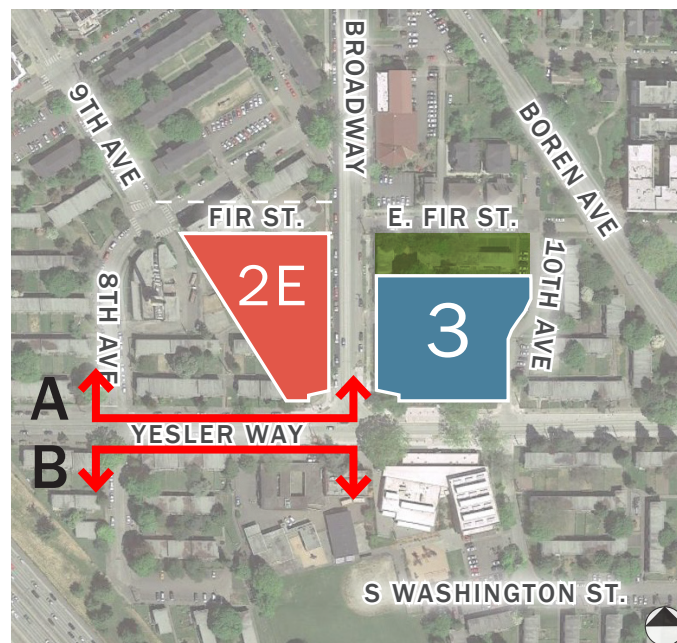 BROADWAY
9TH AVE
BOREN AVE
FIR ST.
E. FIR ST.
10TH AVE
8TH AVE
2E
3
A
YESLER WAY
B
S WASHINGTON ST.